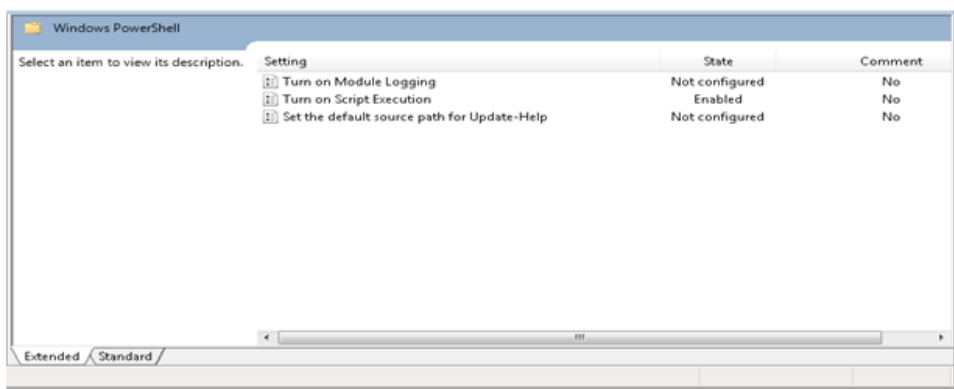 Windows PowerShell
Select an item to view its description.
Setting State Comment
Turn on Module Logging Not configured No
Turn on Script Execution Enabled No
Set the default source path for Update-Help Not configured No
Extended Standard